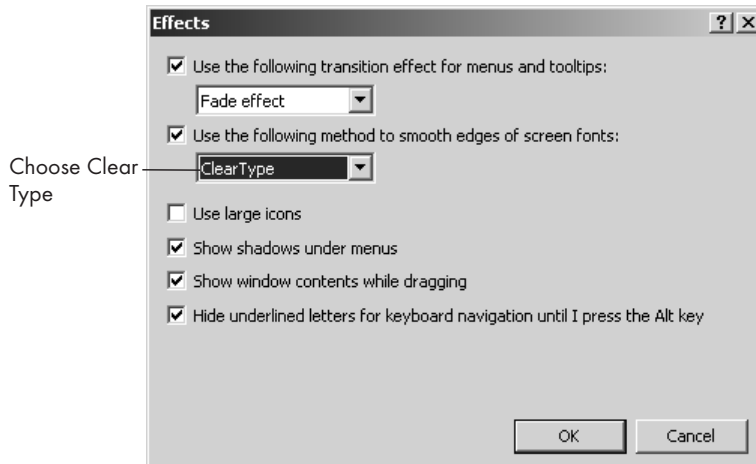 Effects
Use the following transition effect for menus and tooltips:
Fade effect
Use the following method to smooth edges of screen fonts:
Choose Clear
Type
ClearType
Use large icons
Show shadows under menus
Show window contents while dragging
Hide underlined letters for keyboard navigation until I press the Alt key
OK
Cancel